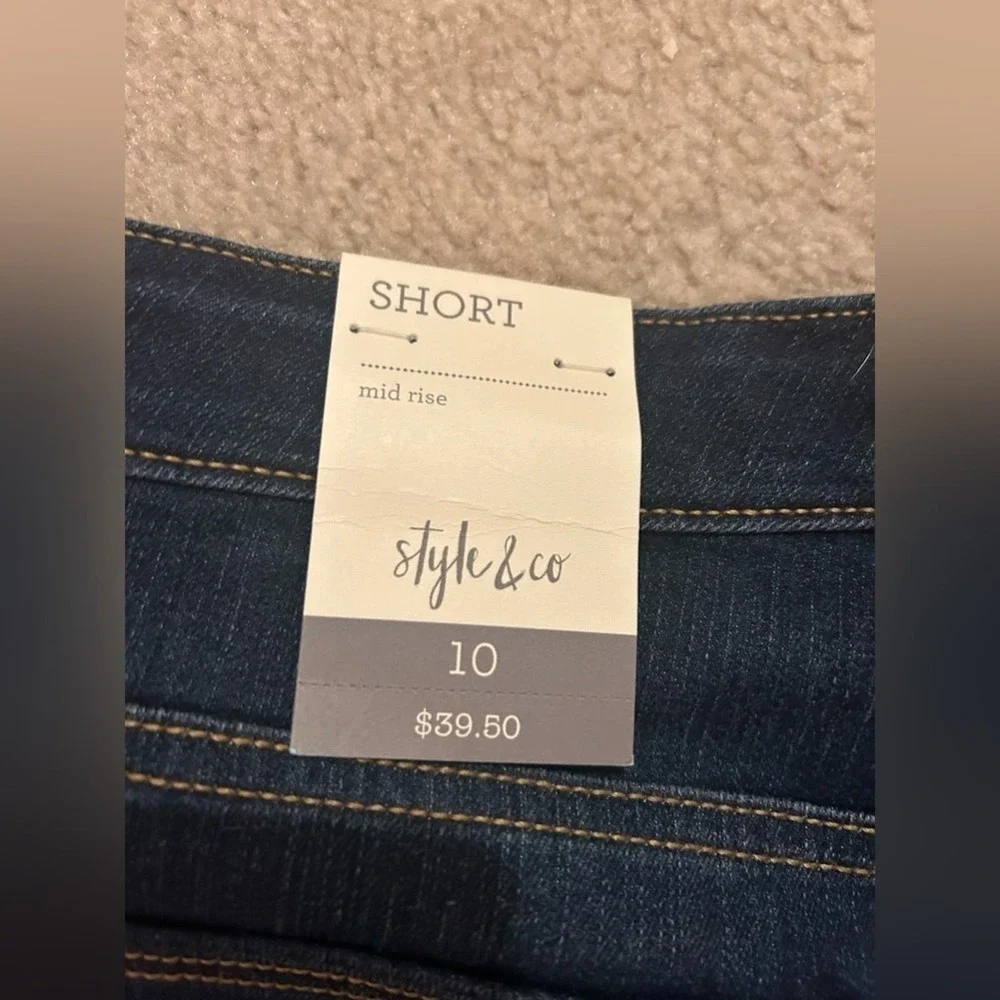 SHORT
mid rise
style & co
10
$39.50